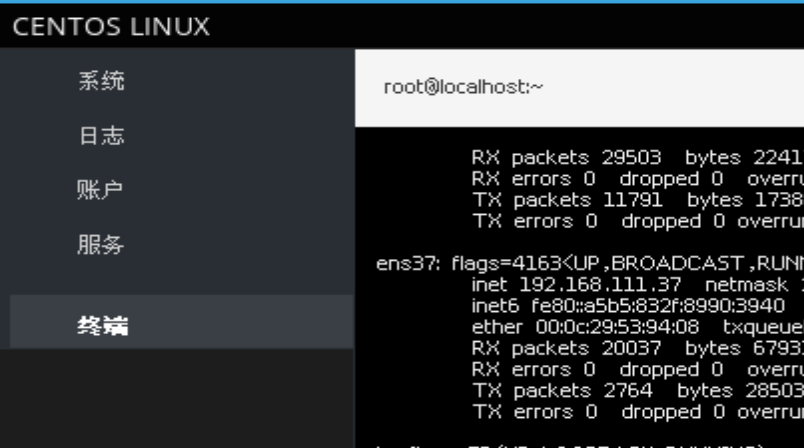 CENTOS LINUX
系统
日志
账户
服务
终端
root@localhost:~
RX packets 29503 bytes 2241
RX errors 0 dropped 0 overru
TX packets 11791 bytes 1738
TX errors 0 dropped 0 overrun
ens37: flags=4163<UP,BROADCAST,RUNN
inet 192.168.111.37 netmask
inet6 fe80::a5b5:832f:8990:3940
ether 00:0c:29:53:94:08 txqueue
RX packets 20037 bytes 6793
RX errors 0 dropped 0 overru
TX packets 2764 bytes 28503
TX errors 0 dropped 0 overrun